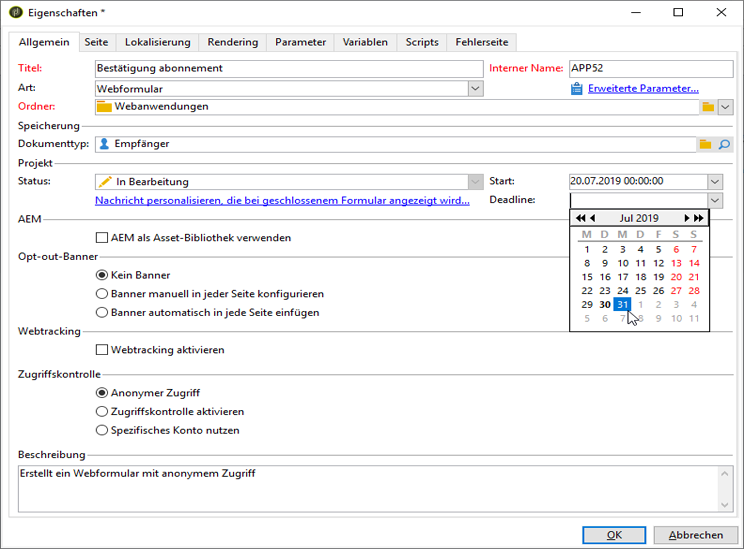 Eigenschaften *
Allgemein Seite Lokalisierung Rendering Parameter Variablen Scripts Fehlerseite
Titel: Bestätigung abonnement Interner Name: APP52
Art: Webformular Erweiterte Parameter...
Ordner: Webanwendungen
Speicherung
Dokumenttyp: Empfänger
Projekt
Status: In Bearbeitung Start: 20.07.2019 00:00:00
Nachricht personalisieren, die bei geschlossenem Formular angezeigt wird... Deadline:
AEM
Jul 2019
AEM als Asset-Bibliothek verwenden
M D M D F S S
1 2 3 4 5 6 7
Opt-out-Banner
8 9 10 11 12 13 14
Kein Banner
15 16 17 18 19 20 21
Banner manuell in jeder Seite konfigurieren
22 23 24 25 26 27 28
29 30 31 1 2 3 4
Banner automatisch in jede Seite einfügen
5 6 7 8 9 10 11
Webtracking
Webtracking aktivieren
Zugriffskontrolle
Anonymer Zugriff
Zugriffskontrolle aktivieren
Spezifisches Konto nutzen
Beschreibung
Erstellt ein Webformular mit anonymem Zugriff
OK Abbrechen